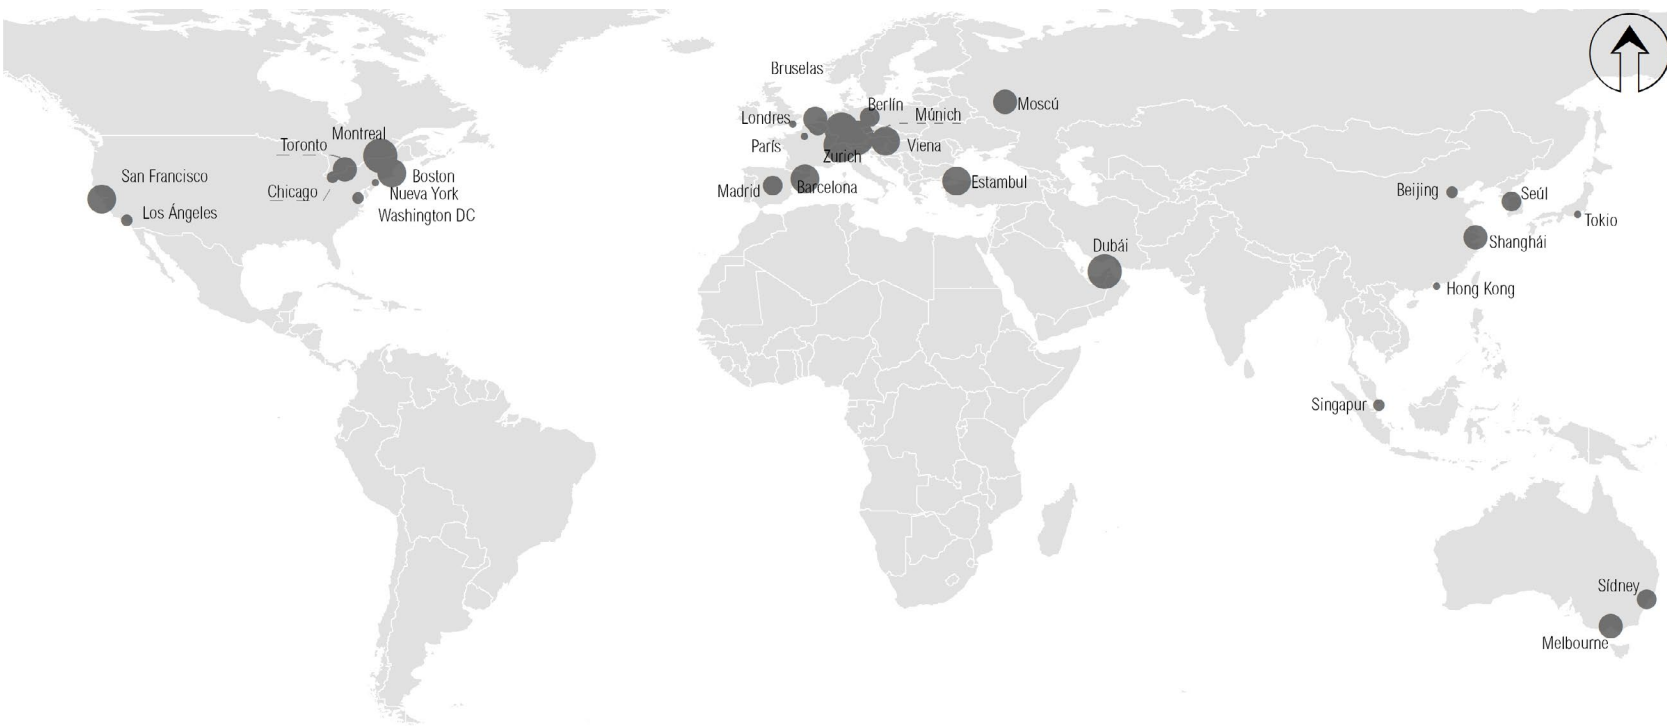 Bruselas
Berlín
Múnich
Londres
Moscú
París
Zurich
Viena
Montreal
Toronto
San Francisco
Chicago
Boston
Nueva York
Washington DC
Los Ángeles
Madrid
Barcelona
Estambul
Beijing
Seúl
Tokio
Shanghái
Dubái
Hong Kong
Singapur
Sídney
Melbourne